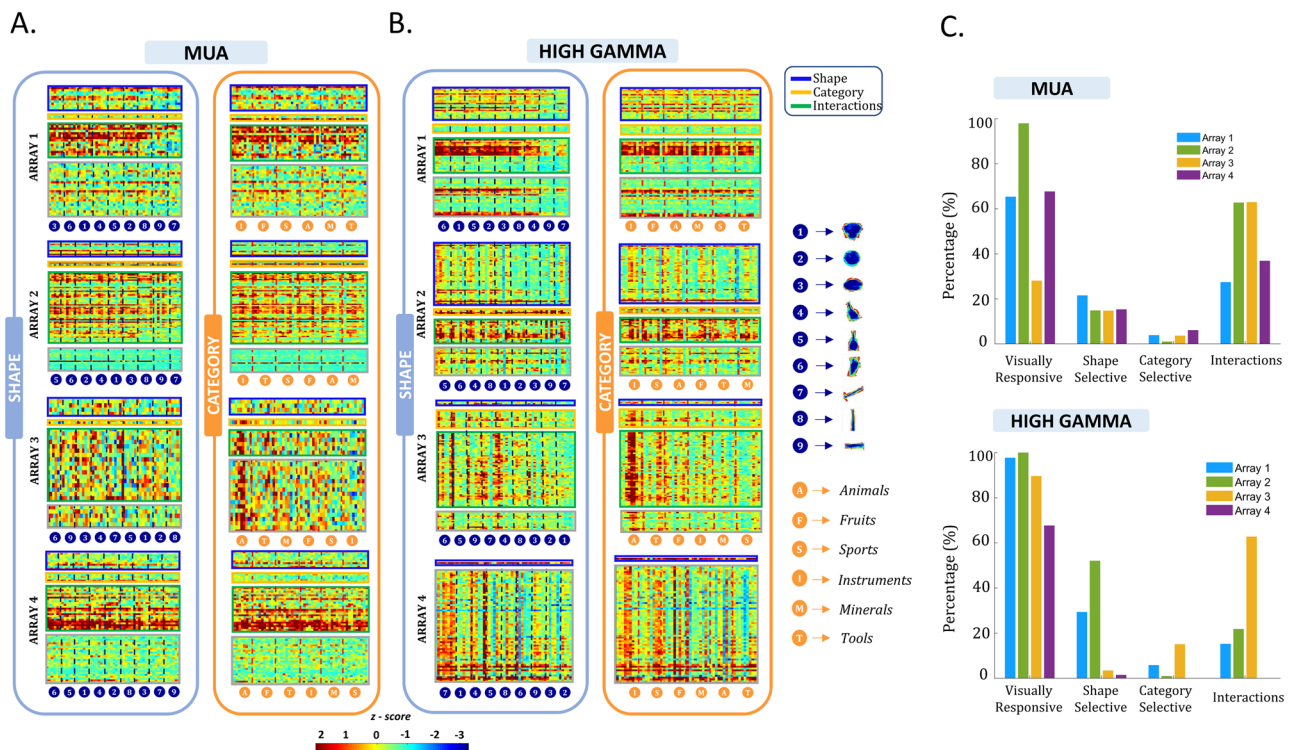 A.
MUA
SHAPE
CATEGORY
ARRAY 1
3 6 1 4 5 2 8 9 7
I F S A M T
ARRAY 2
5 6 2 4 1 3 8 9 7
I T S F A M
ARRAY 3
6 9 3 4 7 5 1 2 8
A T M F S I
ARRAY 4
6 5 1 4 2 8 3 7 9
A F T I M S
B.
HIGH GAMMA
SHAPE
CATEGORY
ARRAY 1
6 1 5 4 3 2 8 9 7
I F A M S T
ARRAY 2
5 6 4 8 1 2 3 9 7
I S A F T M
ARRAY 3
6 5 9 7 4 8 3 2 1
A T F I M S
ARRAY 4
7 1 4 5 8 6 9 3 2
I S F M A T
z - score
2 1 0 -1 -2 -3
Shape
Category
Interactions
1
2
3
4
5
6
7
8
9
A Animals
F Fruits
S Sports
I Instruments
M Minerals
T Tools
C.
MUA
Percentage (%)
100
80
60
40
20
0
Array 1
Array 2
Array 3
Array 4
Visually
Responsive
Shape
Selective
Category
Selective
Interactions
HIGH GAMMA
Percentage (%)
100
80
60
40
20
0
Array 1
Array 2
Array 3
Array 4
Visually
Responsive
Shape
Selective
Category
Selective
Interactions